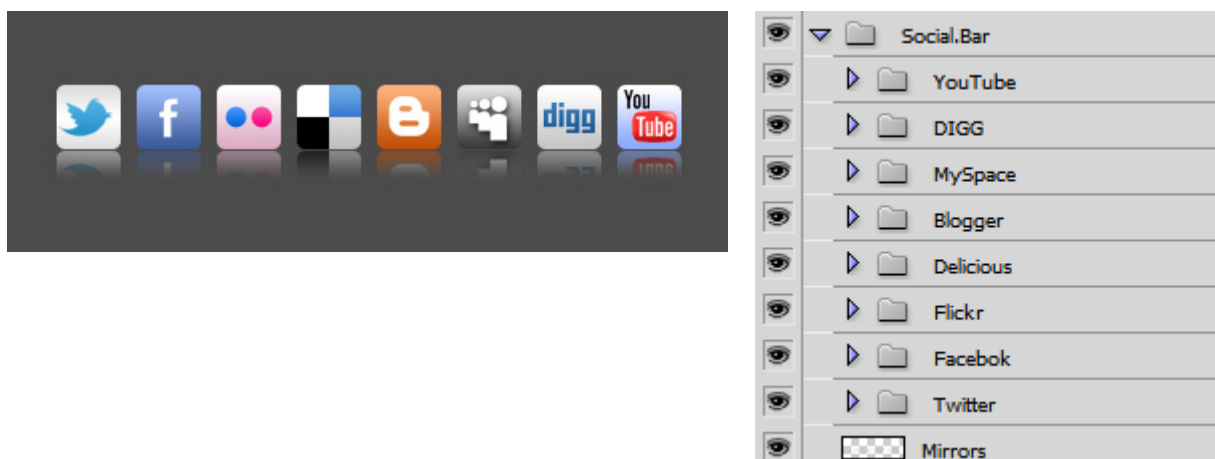 f
digg
You
Tube
Social.Bar
YouTube
DIGG
MySpace
Blogger
Delicious
Flickr
Facebok
Twitter
Mirrors